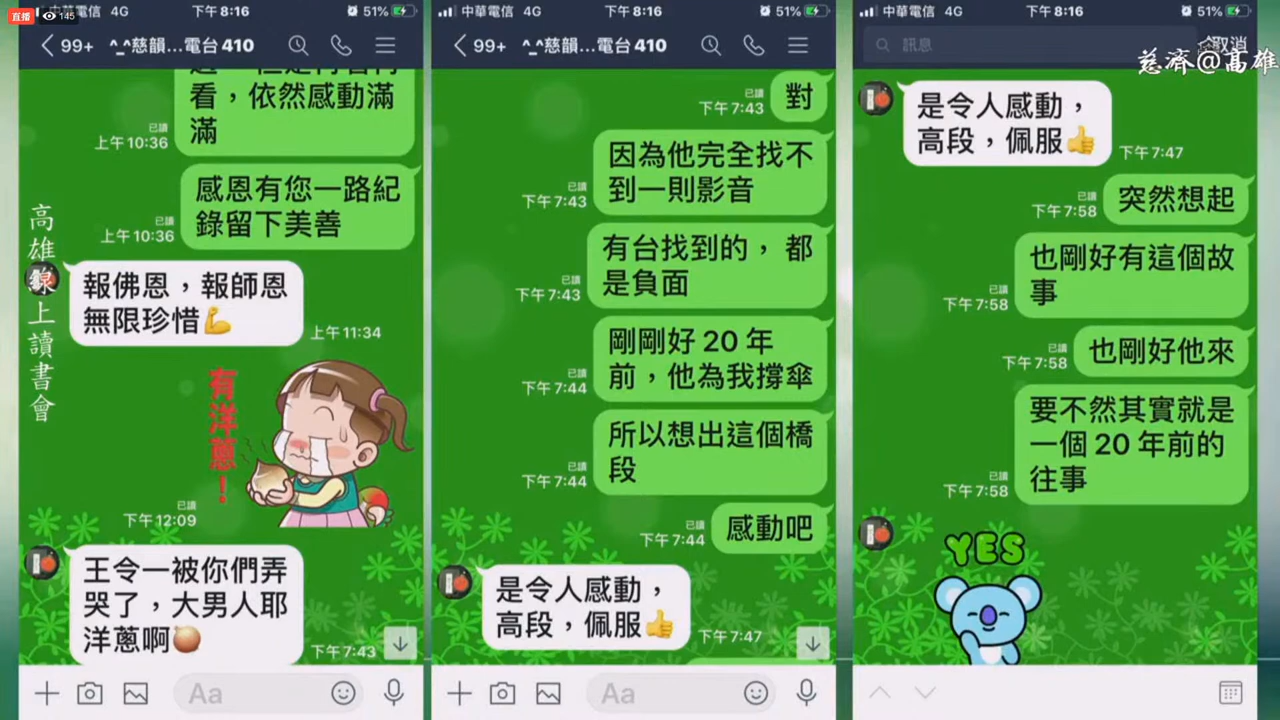 直播 145
慈濟@高雄
高雄線上讀書會
中華電信 4G 下午8:16 51%
99+ ^_^慈韻...電台410
看，依然感動滿
滿
已讀
上午10:36
感恩有您一路紀
錄留下美善
已讀
上午10:36
報佛恩，報師恩
無限珍惜💪
上午11:34
有洋蔥！
已讀
下午12:09
王令一被你們弄
哭了，大男人耶
洋蔥啊🧅
下午7:43
Aa
中華電信 4G 下午8:16 51%
99+ ^_^慈韻...電台410
對
已讀
下午7:43
因為他完全找不
到一則影音
已讀
下午7:43
有台找到的， 都
是負面
已讀
下午7:43
剛剛好 20 年
前，他為我撐傘
已讀
下午7:44
所以想出這個橋
段
已讀
下午7:44
感動吧
已讀
下午7:44
是令人感動，
高段，佩服👍
下午7:47
Aa
中華電信 4G 下午8:16 51%
訊息 取消
是令人感動，
高段，佩服👍
下午7:47
突然想起
已讀
下午7:58
也剛好有這個故
事
已讀
下午7:58
也剛好他來
已讀
下午7:58
要不然其實就是
一個 20 年前的
往事
已讀
下午7:58
YES